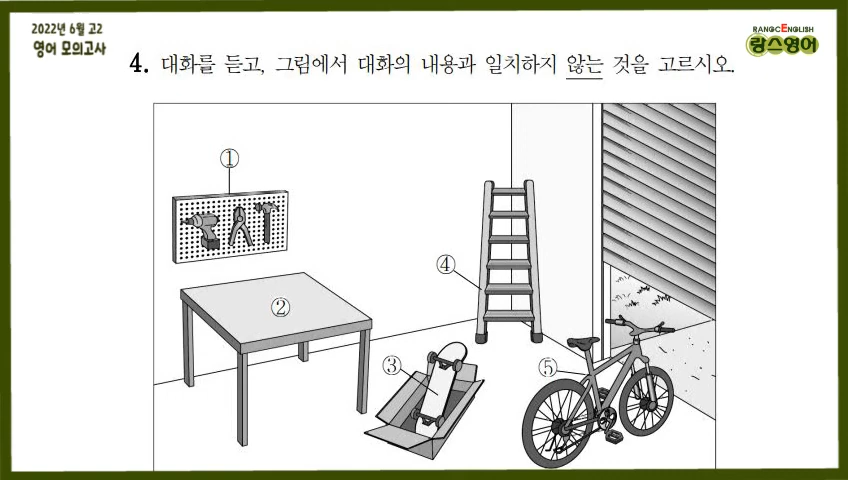 2022년 6월 고2
영어 모의고사
RANGCENGLISH
랑스영어
4. 대화를 듣고, 그림에서 대화의 내용과 일치하지 않는 것을 고르시오.
①
②
③
④
⑤